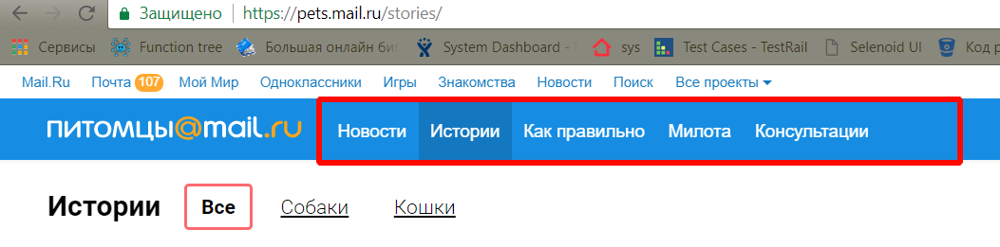 Защищено https://pets.mail.ru/stories/
Сервисы Function tree Большая онлайн биб System Dashboard - sys Test Cases - TestRail Selenoid UI Код р
Mail.Ru Почта 107 Мой Мир Одноклассники Игры Знакомства Новости Поиск Все проекты
питомцы@mail.ru Новости Истории Как правильно Милота Консультации
Истории Все Собаки Кошки